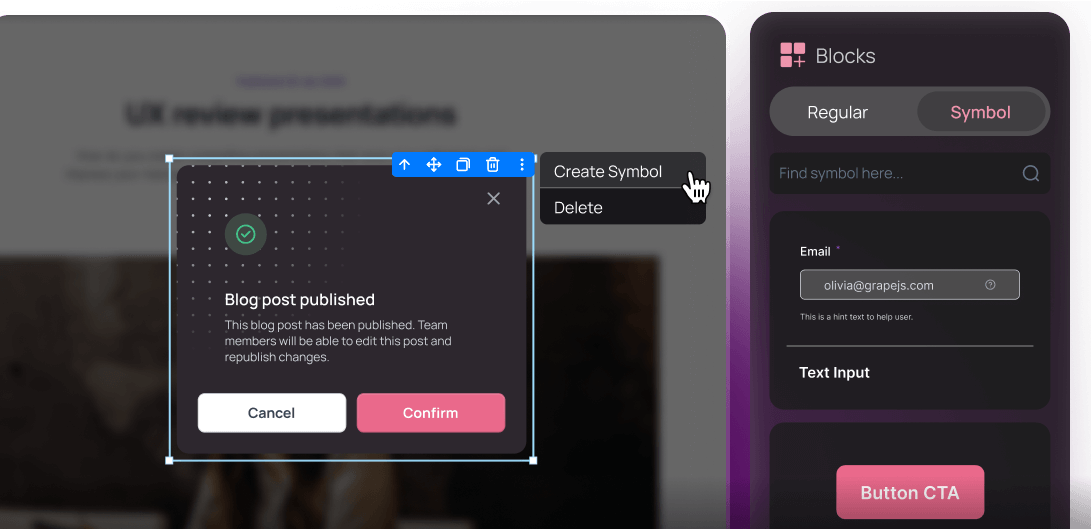 UX review presentations
Create Symbol
Delete
Blog post published
This blog post has been published. Team
members will be able to edit this post and
republish changes.
Cancel
Confirm
Blocks
Regular
Symbol
Find symbol here...
Email *
olivia@grapejs.com
This is a hint text to help user.
Text Input
Button CTA